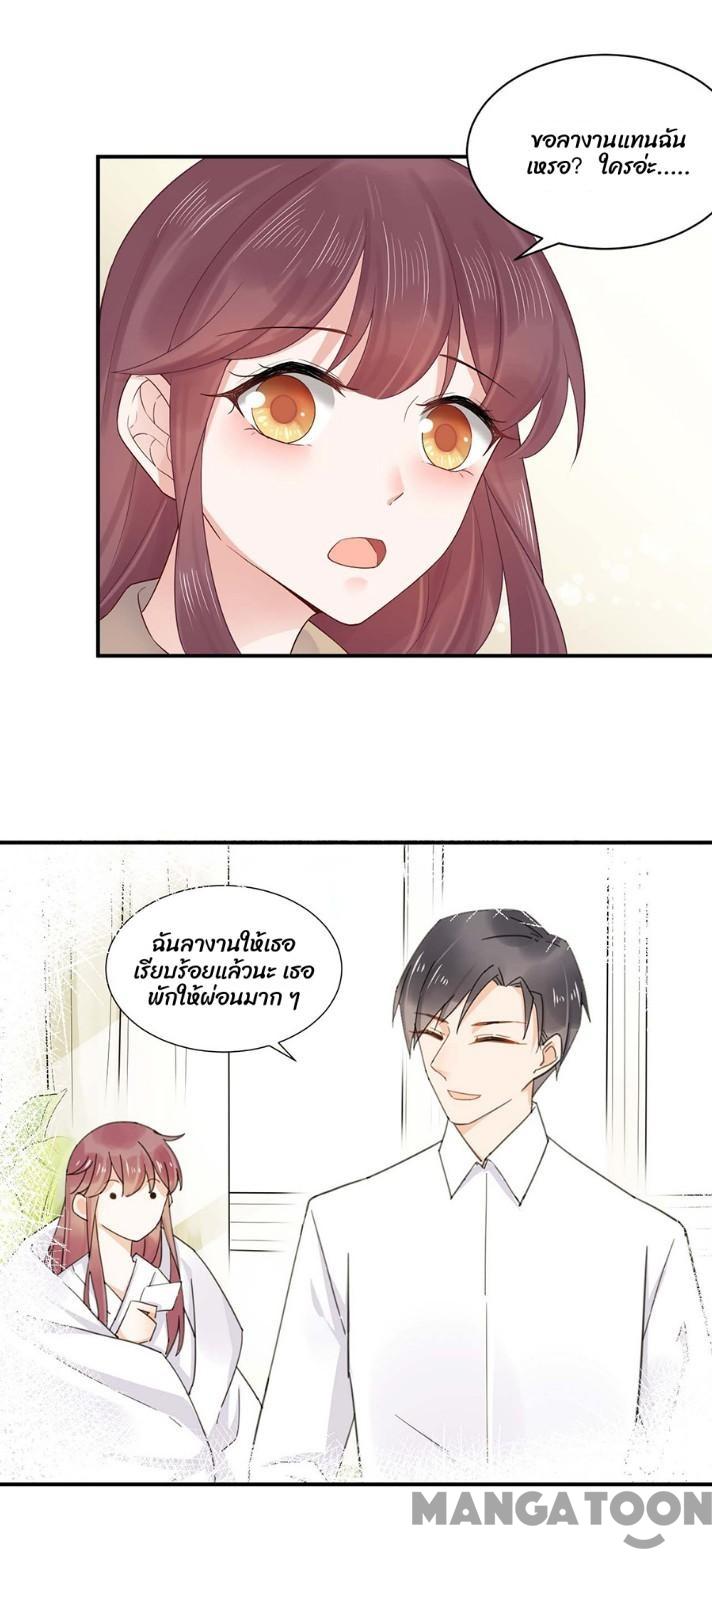 ขอลางานแทนฉัน
เหรอ? ใครอ่ะ.....
ฉันลางานให้เธอ
เรียบร้อยแล้วนะ เธอ
พักให้ผ่อนมาก ๆ
MANGATOON